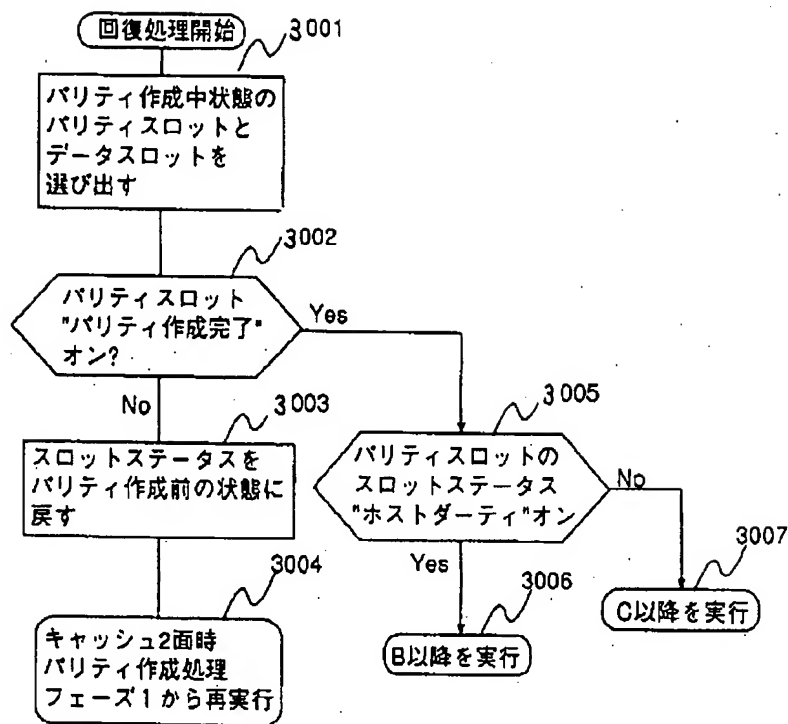 回復処理開始
3001
パリティ作成中状態の
パリティスロットと
データスロットを
選び出す
3002
パリティスロット
"パリティ作成完了"
オン?
Yes
No
3003
スロットステータスを
パリティ作成前の状態に
戻す
3004
キャッシュ2面時
パリティ作成処理
フェーズ1から再実行
3005
パリティスロットの
スロットステータス
"ホストダーティ"オン
No
Yes
3006
B以降を実行
3007
C以降を実行